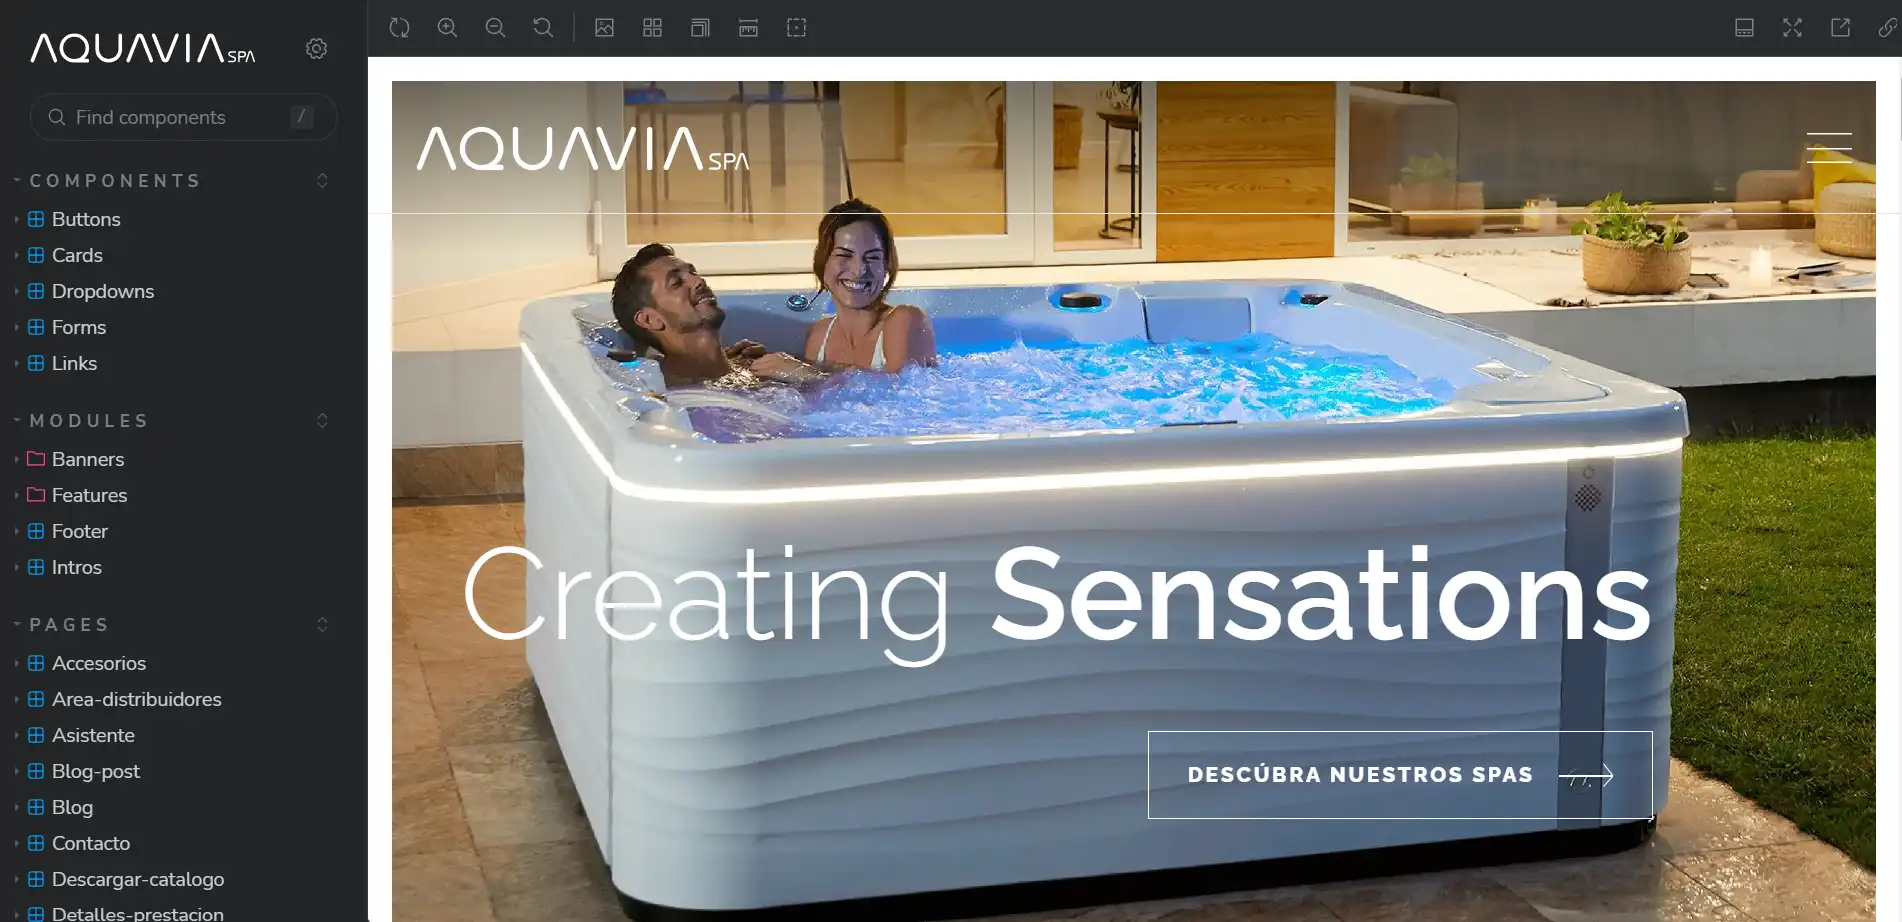 AQUAVIA SPA
Find components /
COMPONENTS
Buttons
Cards
Dropdowns
Forms
Links
MODULES
Banners
Features
Footer
Intros
PAGES
Accesorios
Area-distribuidores
Asistente
Blog-post
Blog
Contacto
Descargar-catalogo
Detalles-prestacion
AQUAVIA SPA
Creating Sensations
DESCÚBRA NUESTROS SPAS